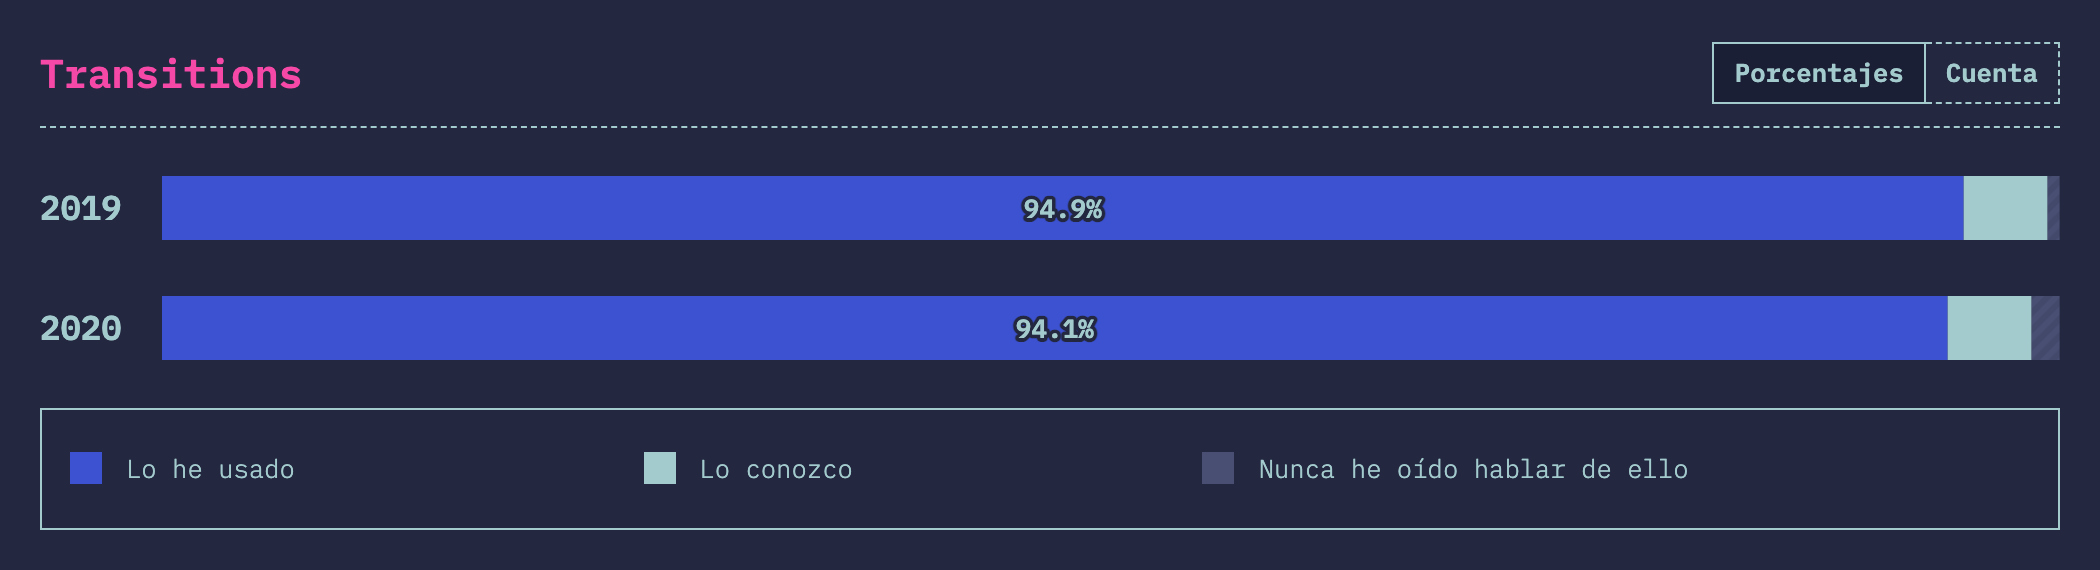 Transitions
Porcentajes Cuenta
2019 94.9%
2020 94.1%
Lo he usado Lo conozco Nunca he oído hablar de ello